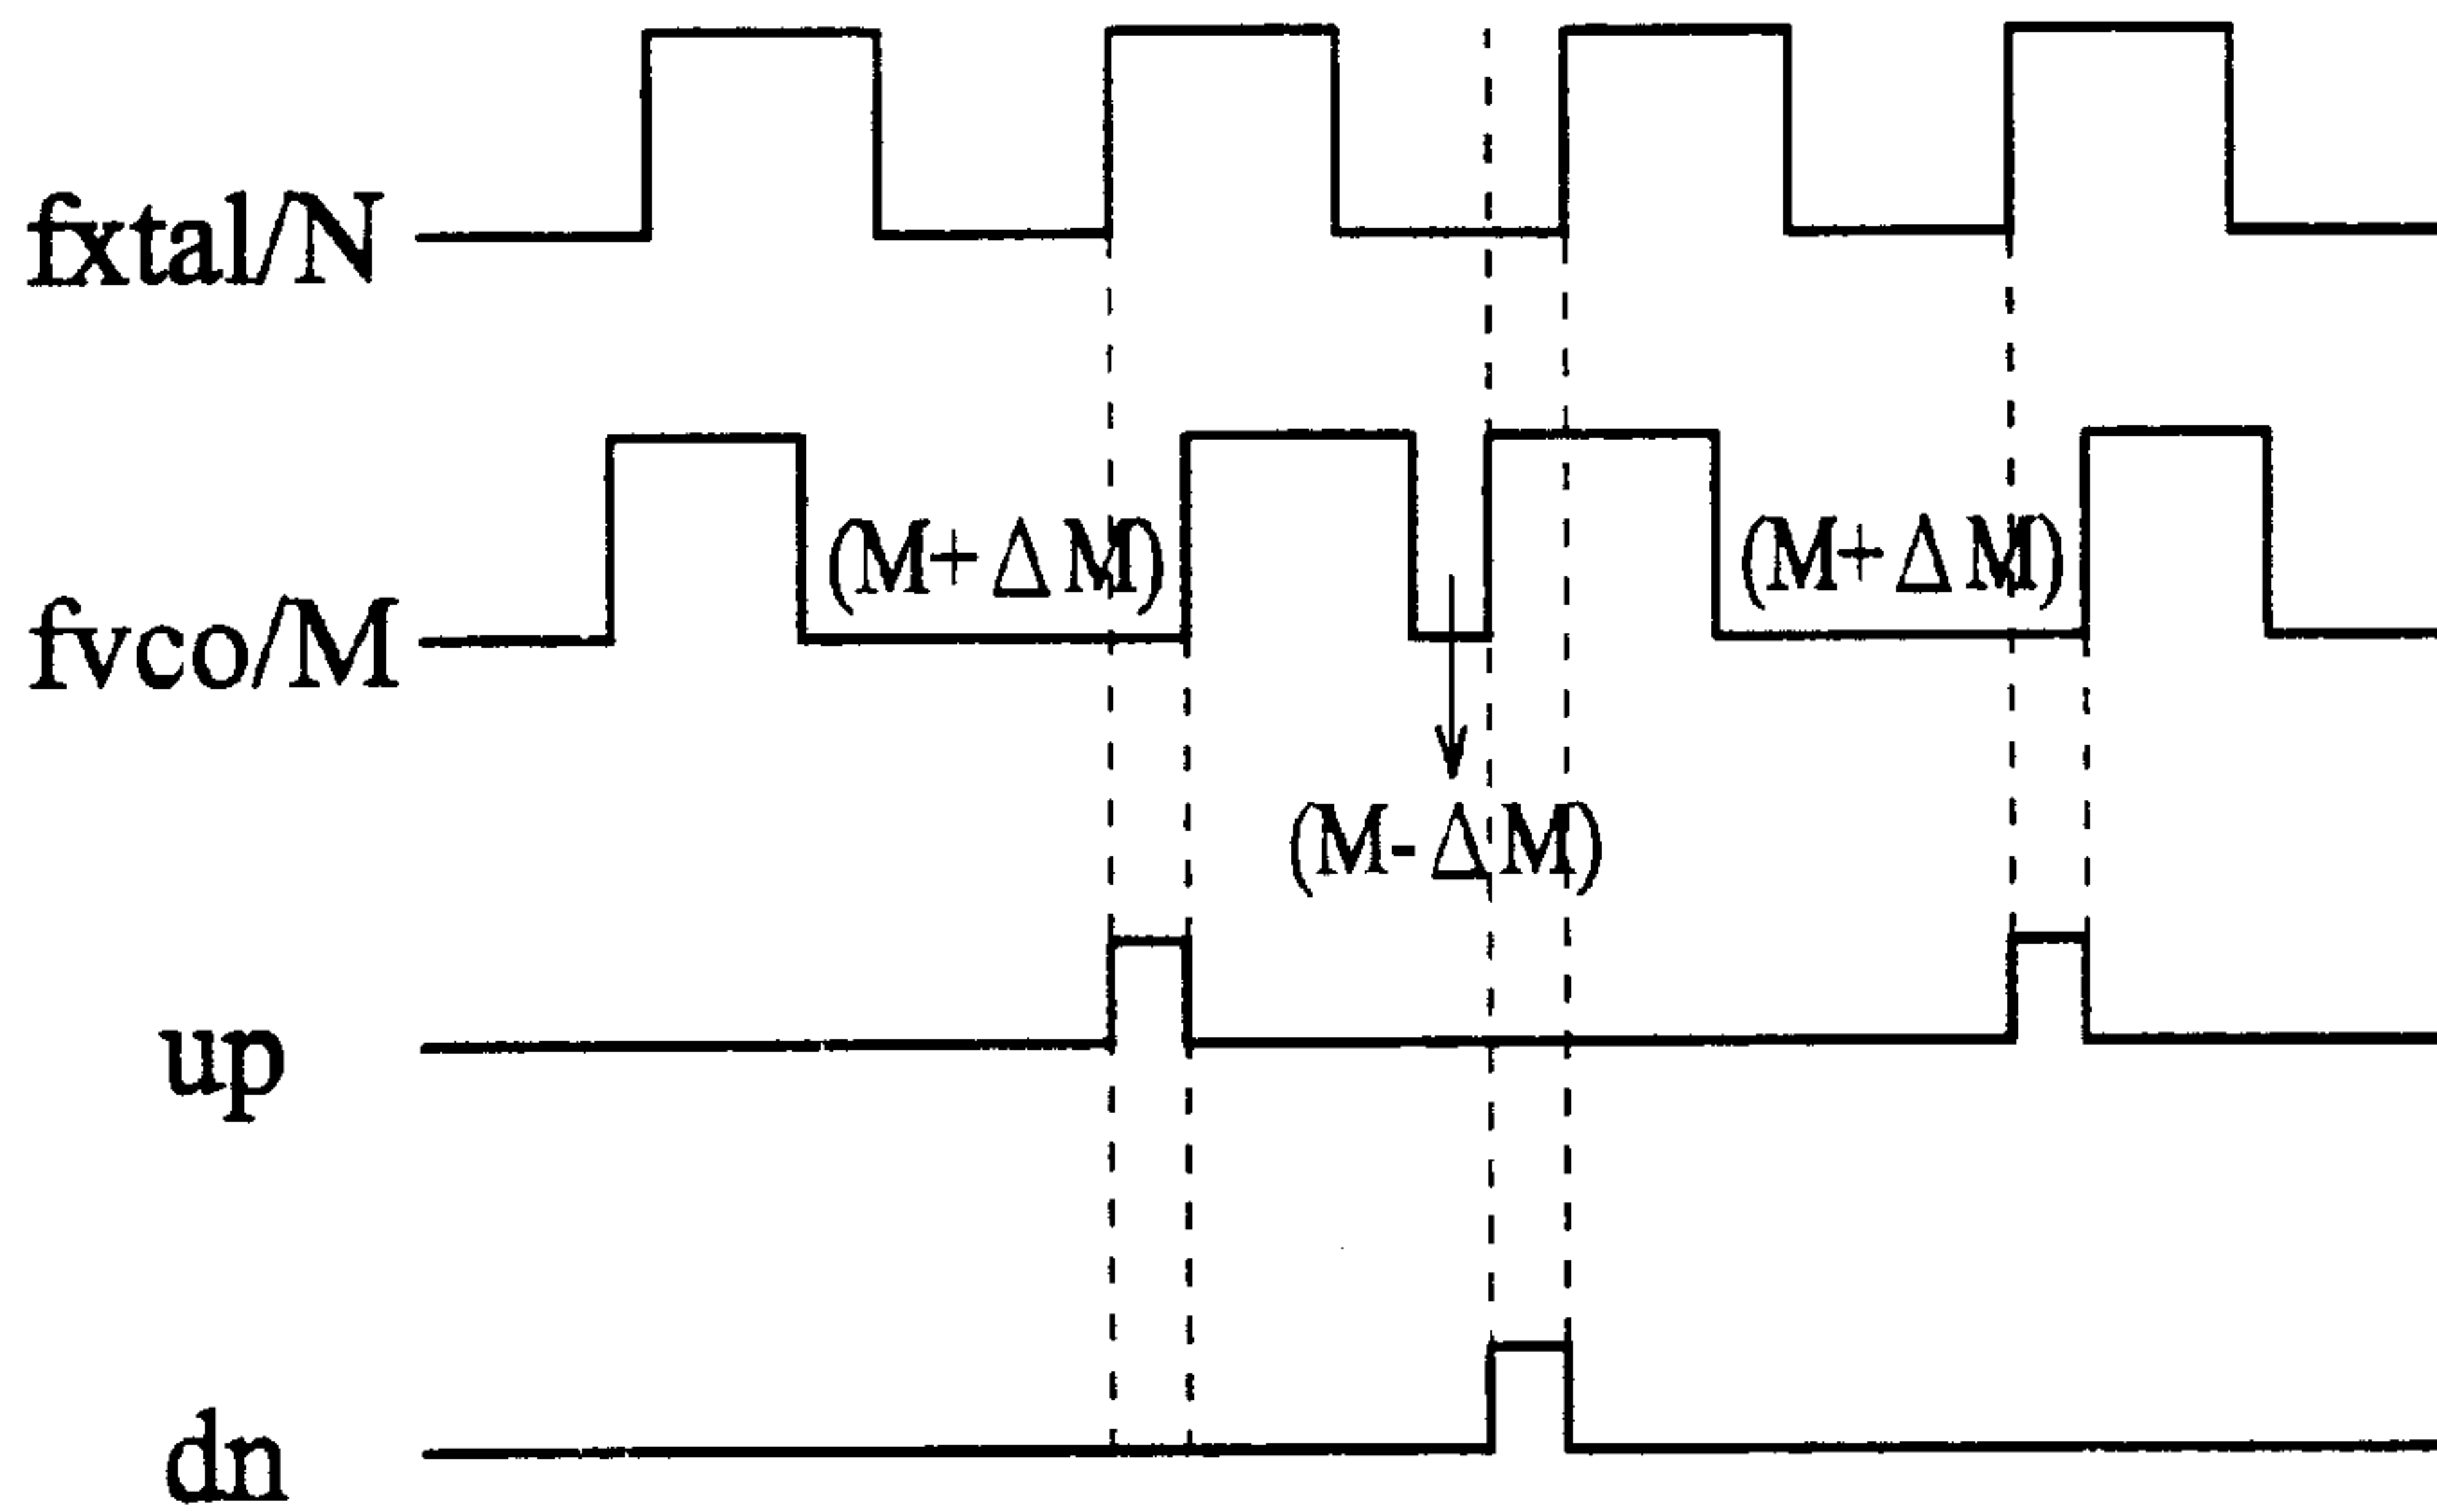 fxtal/N
(M+ΔM)
(M+ΔM)
fvco/M
(M-ΔM)
up
dn